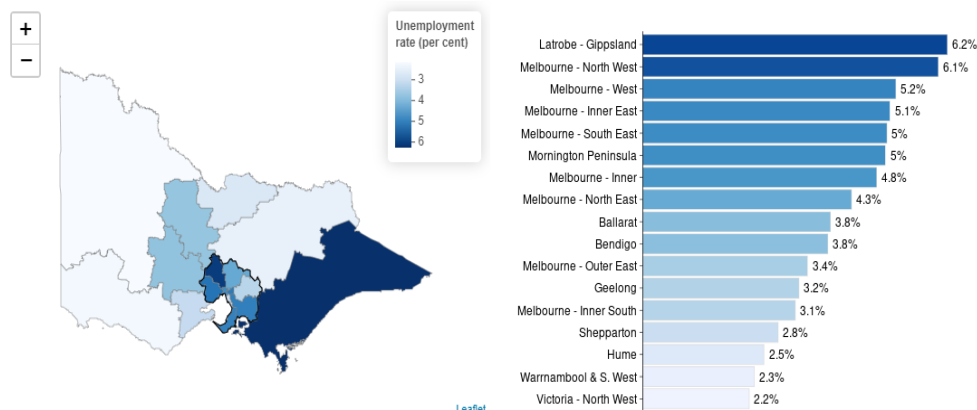 +
−
Unemployment
rate (per cent)
3
4
5
6
Leaflet
Latrobe - Gippsland 6.2%
Melbourne - North West 6.1%
Melbourne - West 5.2%
Melbourne - Inner East 5.1%
Melbourne - South East 5%
Mornington Peninsula 5%
Melbourne - Inner 4.8%
Melbourne - North East 4.3%
Ballarat 3.8%
Bendigo 3.8%
Melbourne - Outer East 3.4%
Geelong 3.2%
Melbourne - Inner South 3.1%
Shepparton 2.8%
Hume 2.5%
Warrnambool & S. West 2.3%
Victoria - North West 2.2%